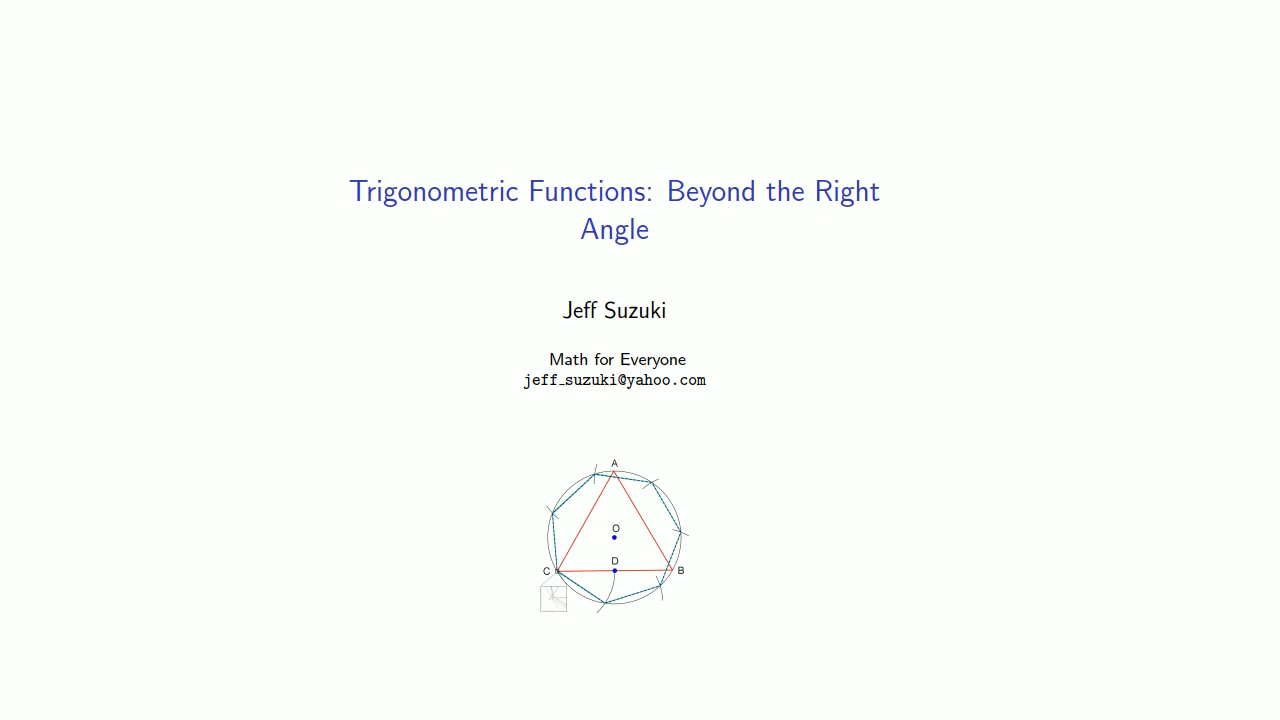 Trigonometric Functions: Beyond the Right
Angle
Jeff Suzuki
Math for Everyone
jeff_suzuki@yahoo.com
A
O
D
C
B